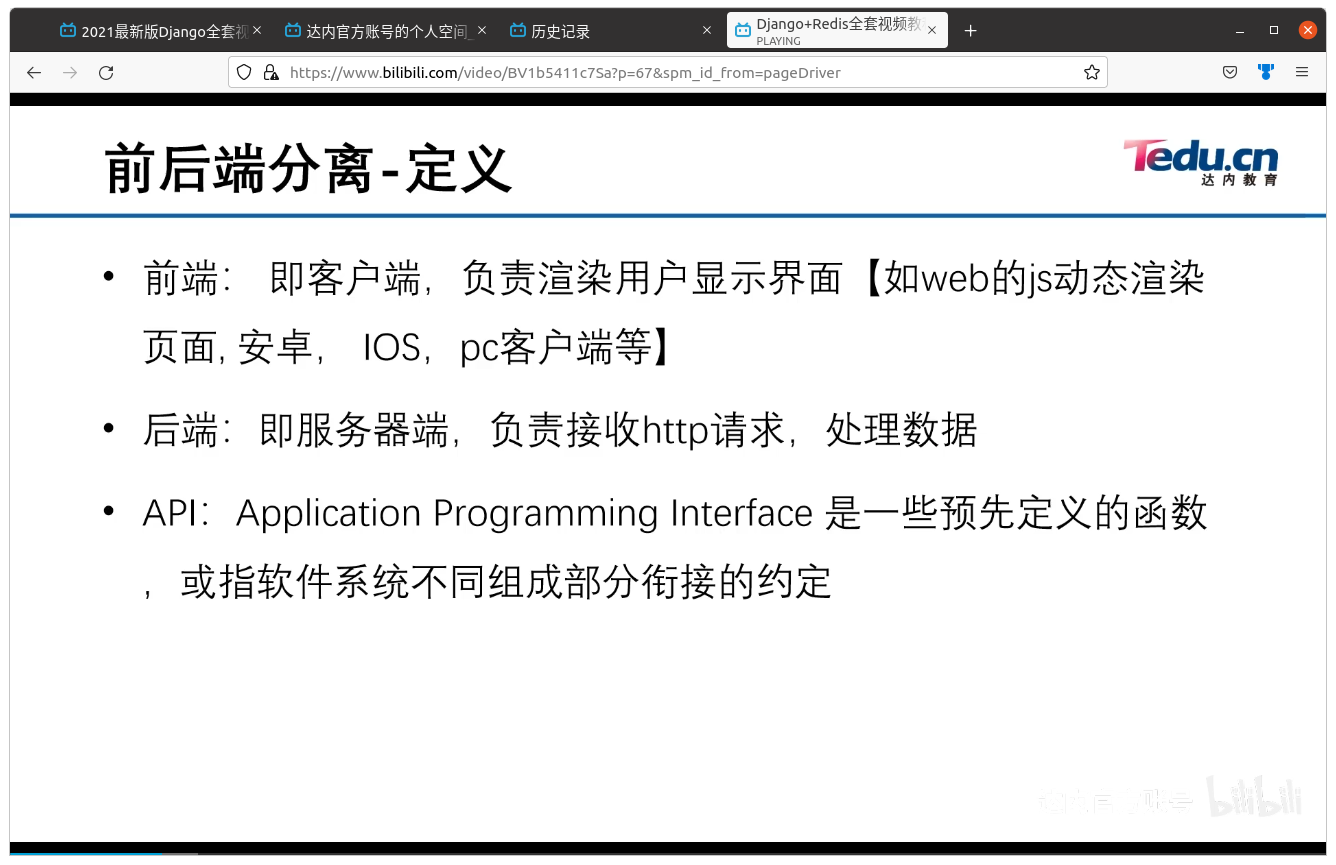 2021最新版Django全套视
达内官方账号的个人空间_
历史记录
Django+Redis全套视频教
PLAYING
https://www.bilibili.com/video/BV1b5411c7Sa?p=67&spm_id_from=pageDriver
前后端分离-定义
Tedu.cn
达内教育
• 前端： 即客户端，负责渲染用户显示界面【如web的js动态渲染
页面, 安卓， IOS，pc客户端等】
• 后端：即服务器端，负责接收http请求，处理数据
• API：Application Programming Interface 是一些预先定义的函数
，或指软件系统不同组成部分衔接的约定
bilibili